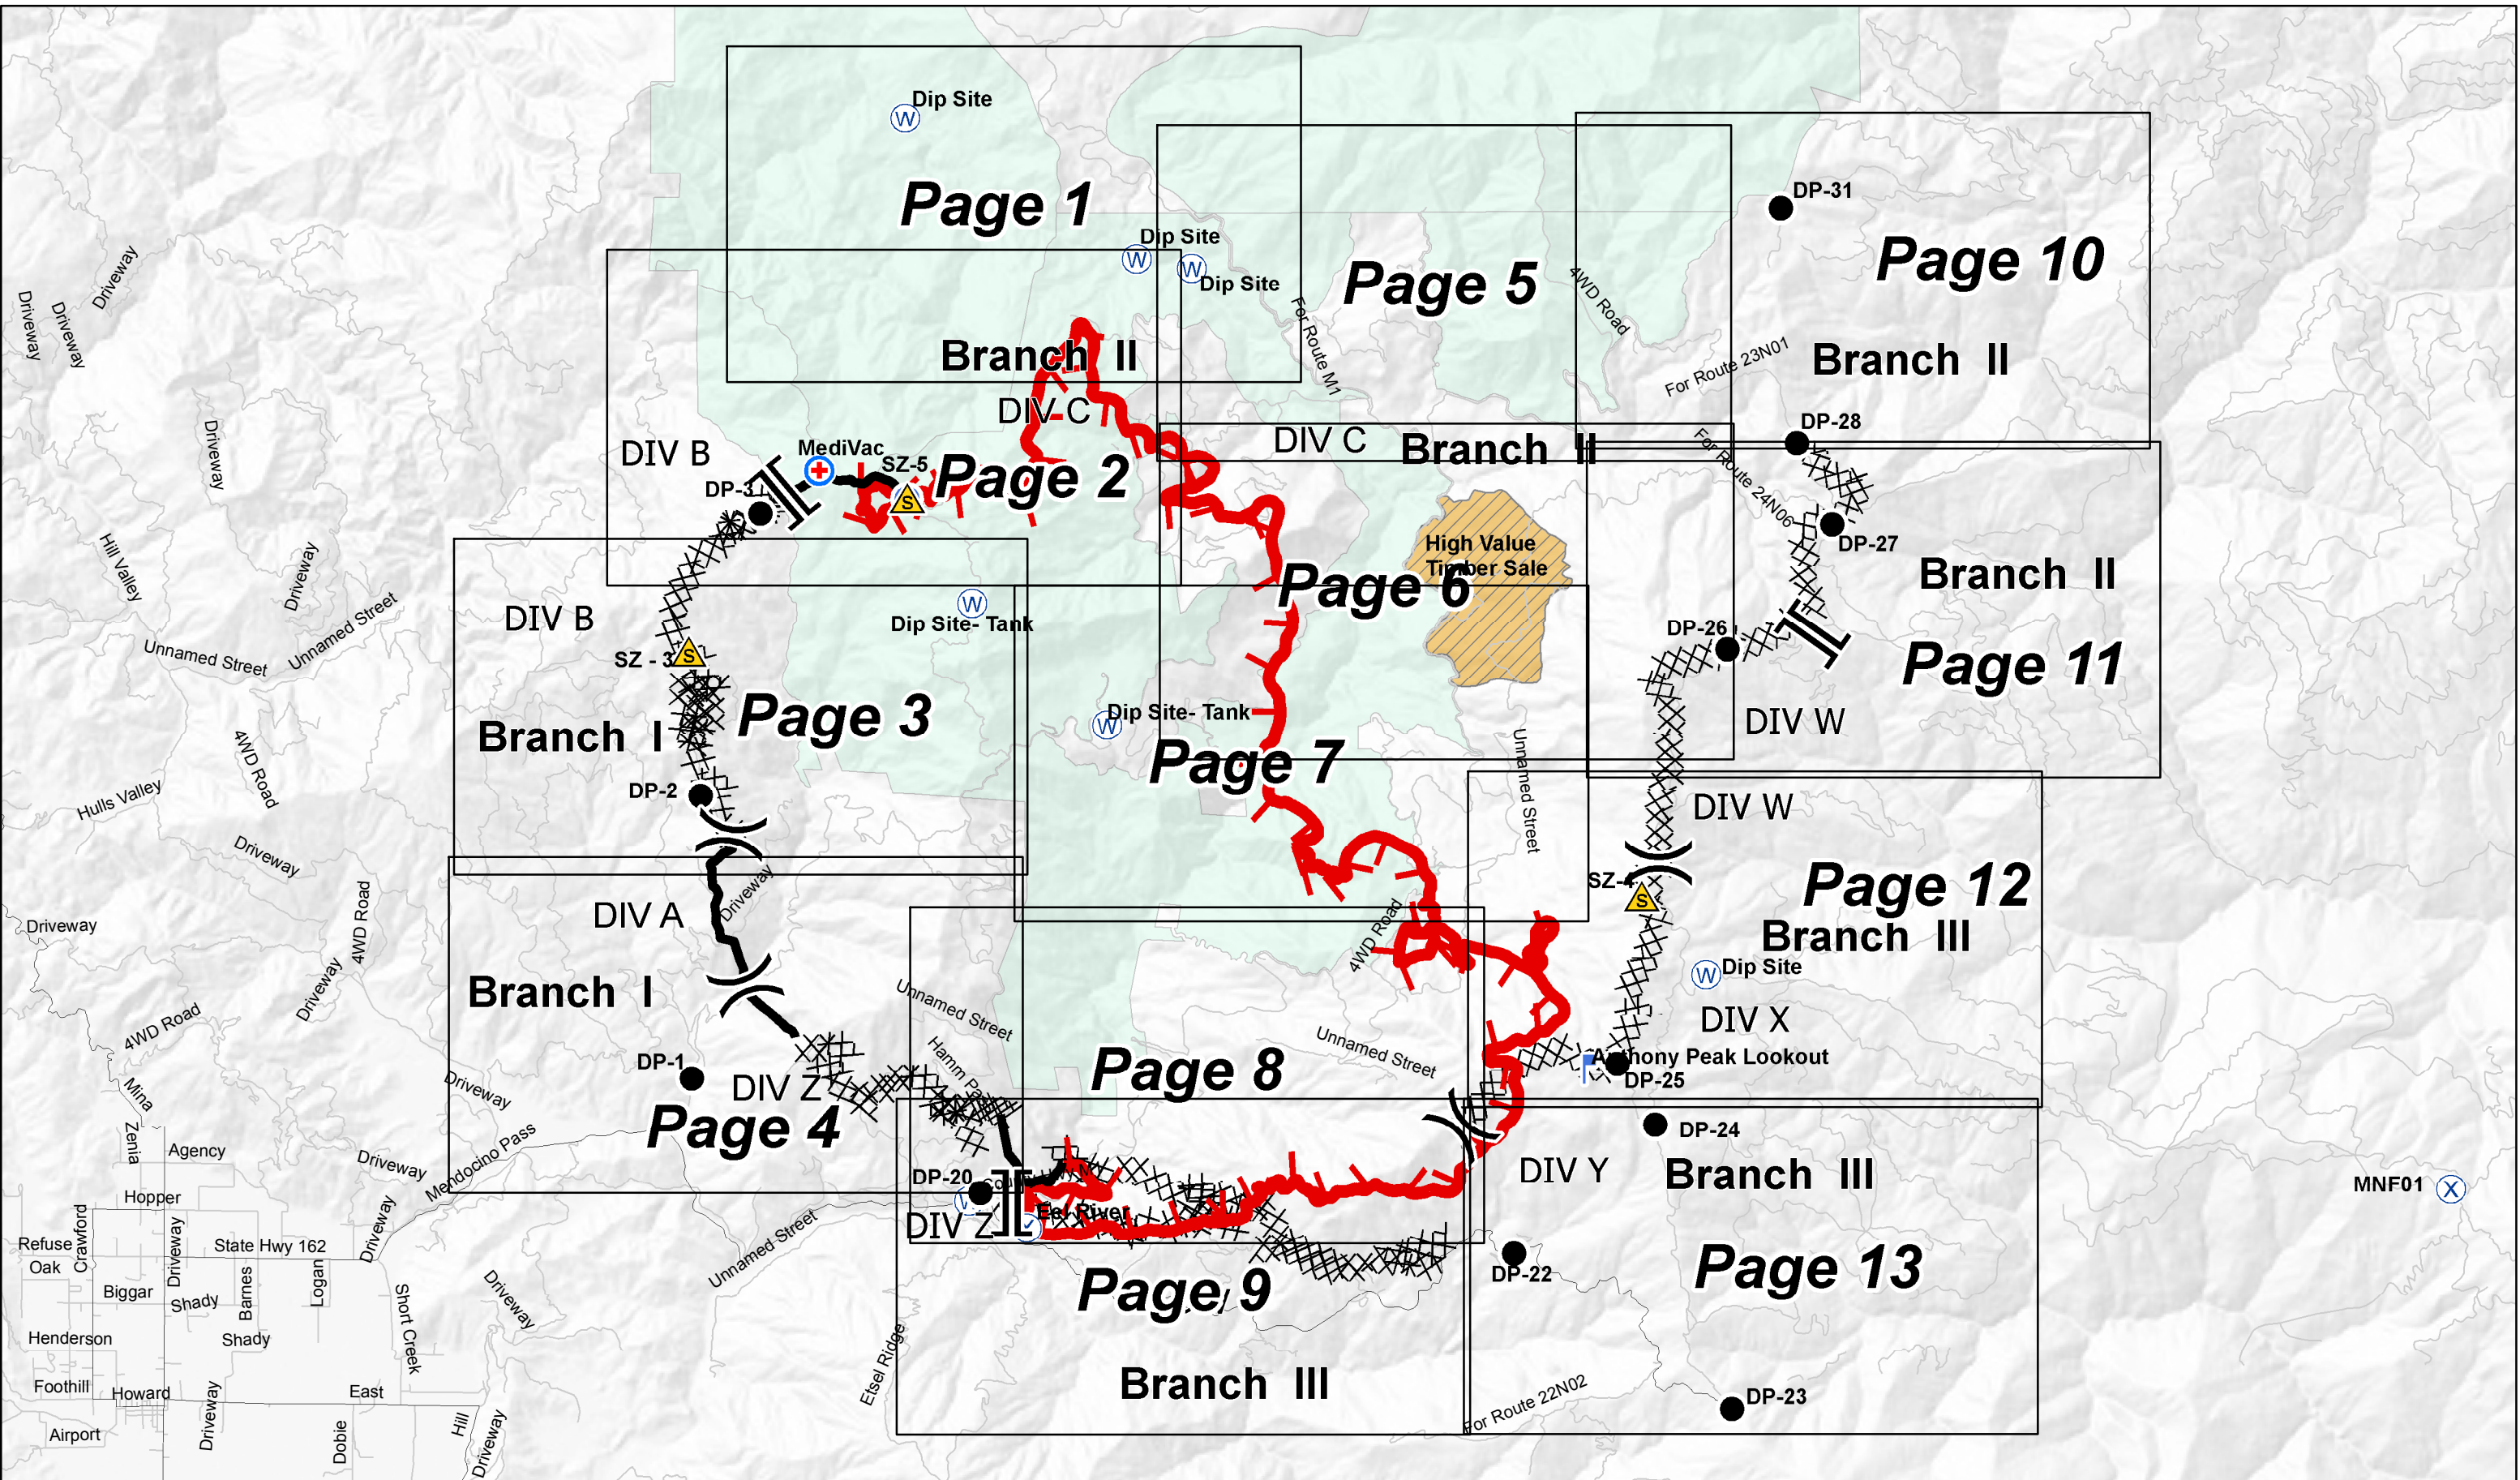 Dip Site
W
Page 1
DP-31
Dip Site
W
W
Dip Site
Page 5
Page 10
4WD Road
For Route M1
Driveway
Driveway
Driveway
Branch II
For Route 23N01
Branch II
DIV C
DP-28
DIV C
Branch II
DIV B
MediVac
SZ-5
S
Page 2
DP-3
Driveway
For Route 24N06
DP-27
High Value
Timber Sale
Page 6
Branch II
Hill Valley
Driveway
Unnamed Street
Unnamed Street
DIV B
W
Dip Site- Tank
SZ - 3
S
DP-26
Page 11
Branch I
Page 3
Dip Site- Tank
W
DIV W
Page 7
Unnamed Street
4WD Road
Hulls Valley
DP-2
DIV W
Driveway
Driveway
SZ-4
S
Page 12
DIV A
Driveway
4WD Road
4WD Road
Branch III
W
Dip Site
Branch I
Driveway
Unnamed Street
4WD Road
DIV X
Unnamed Street
Hamm Pass
Anthony Peak Lookout
DP-25
DP-1
DIV Z
Page 8
Driveway
Mina
Page 4
DP-24
Zenia
Agency
Mendocino Pass
Driveway
DP-20
County
DIV Y
Branch III
MNF01
X
Hopper
Crawford
Driveway
Driveway
Eel River
DIV Z
Unnamed Street
Refuse
State Hwy 162
Oak
Barnes
Logan
Short Creek
Driveway
Biggar
Shady
Page 9
DP-22
Page 13
Henderson
Shady
Etsel Ridge
Branch III
Foothill
Howard
East
For Route 22N02
DP-23
Airport
Driveway
Dobie
Hill
Driveway